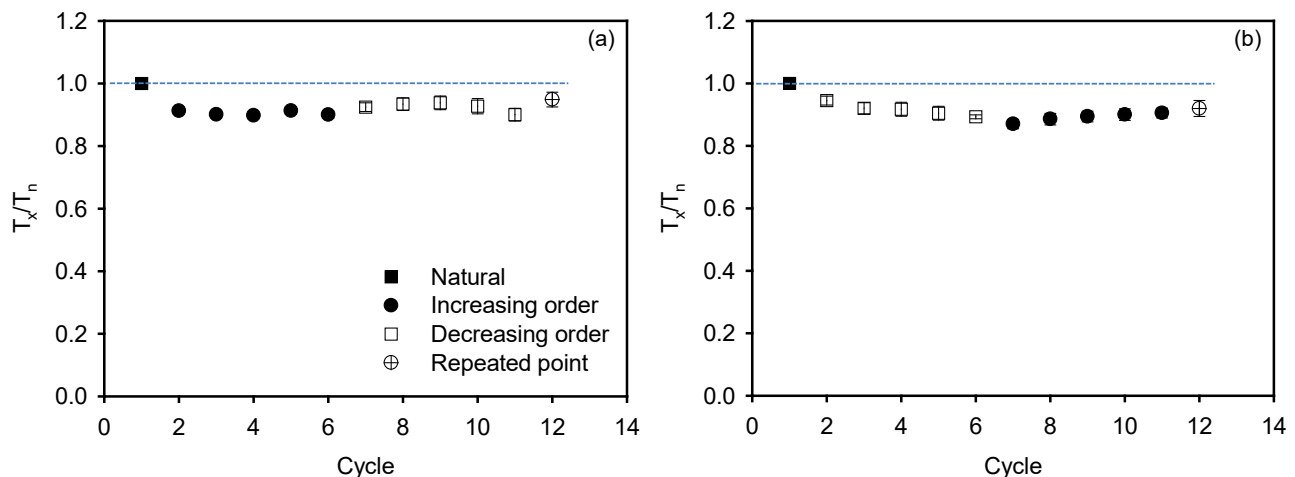 (a)
1.2
1.0
0.8
0.6
0.4
0.2
0.0
Tx/Tn
0 2 4 6 8 10 12 14
Cycle
Natural
Increasing order
Decreasing order
Repeated point
(b)
1.2
1.0
0.8
0.6
0.4
0.2
0.0
Tx/Tn
0 2 4 6 8 10 12 14
Cycle